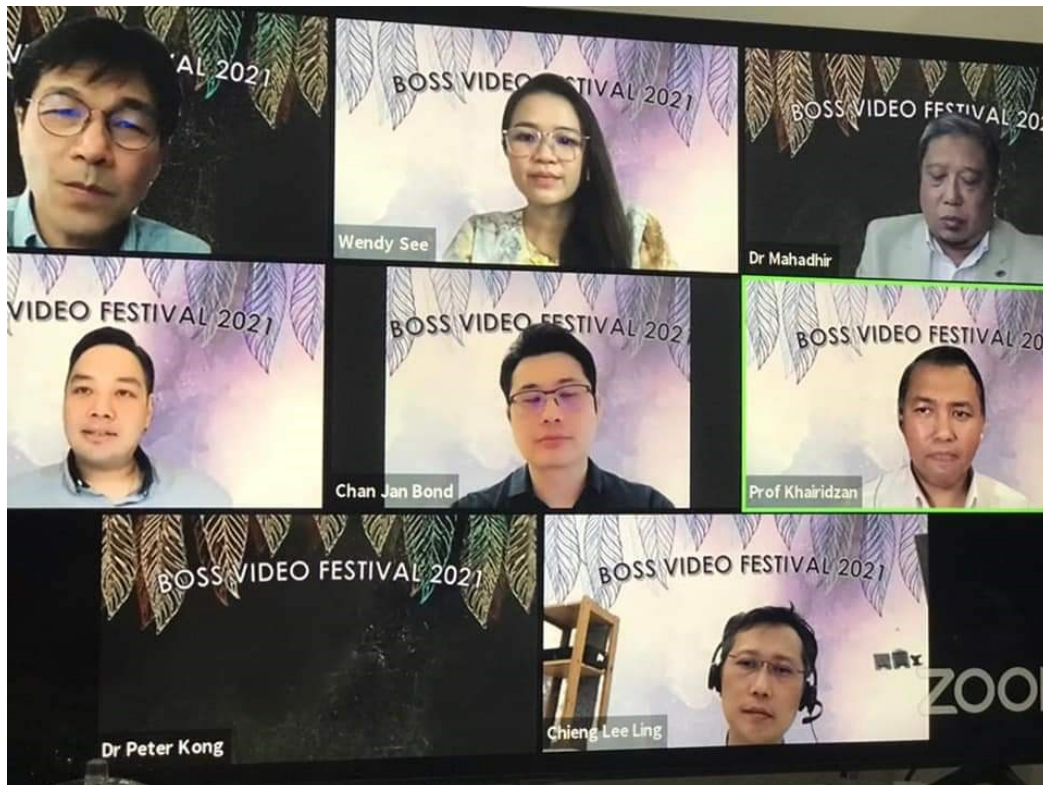 AL 2021
BOSS VIDEO FESTIVAL 2021
Wendy See
BOSS VIDEO FESTIVAL 202
Dr Mahadhir
VIDEO FESTIVAL 2021
BOSS VIDEO FESTIVAL 202
Chan Jan Bond
BOSS VIDEO FESTIVAL 20
Prof Khairidzan
BOSS VIDEO FESTIVAL 2021
Dr Peter Kong
BOSS VIDEO FESTIVAL 2021
Chieng Lee Ling
ZOO